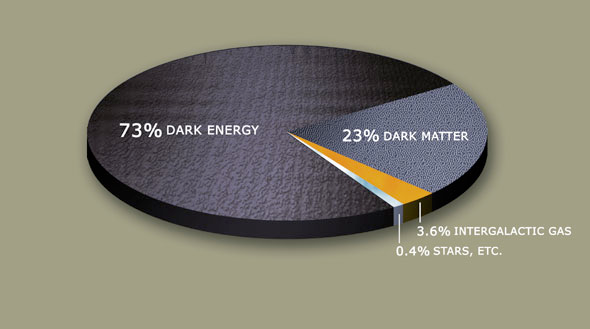 73% DARK ENERGY
23% DARK MATTER
3.6% INTERGALACTIC GAS
0.4% STARS, ETC.